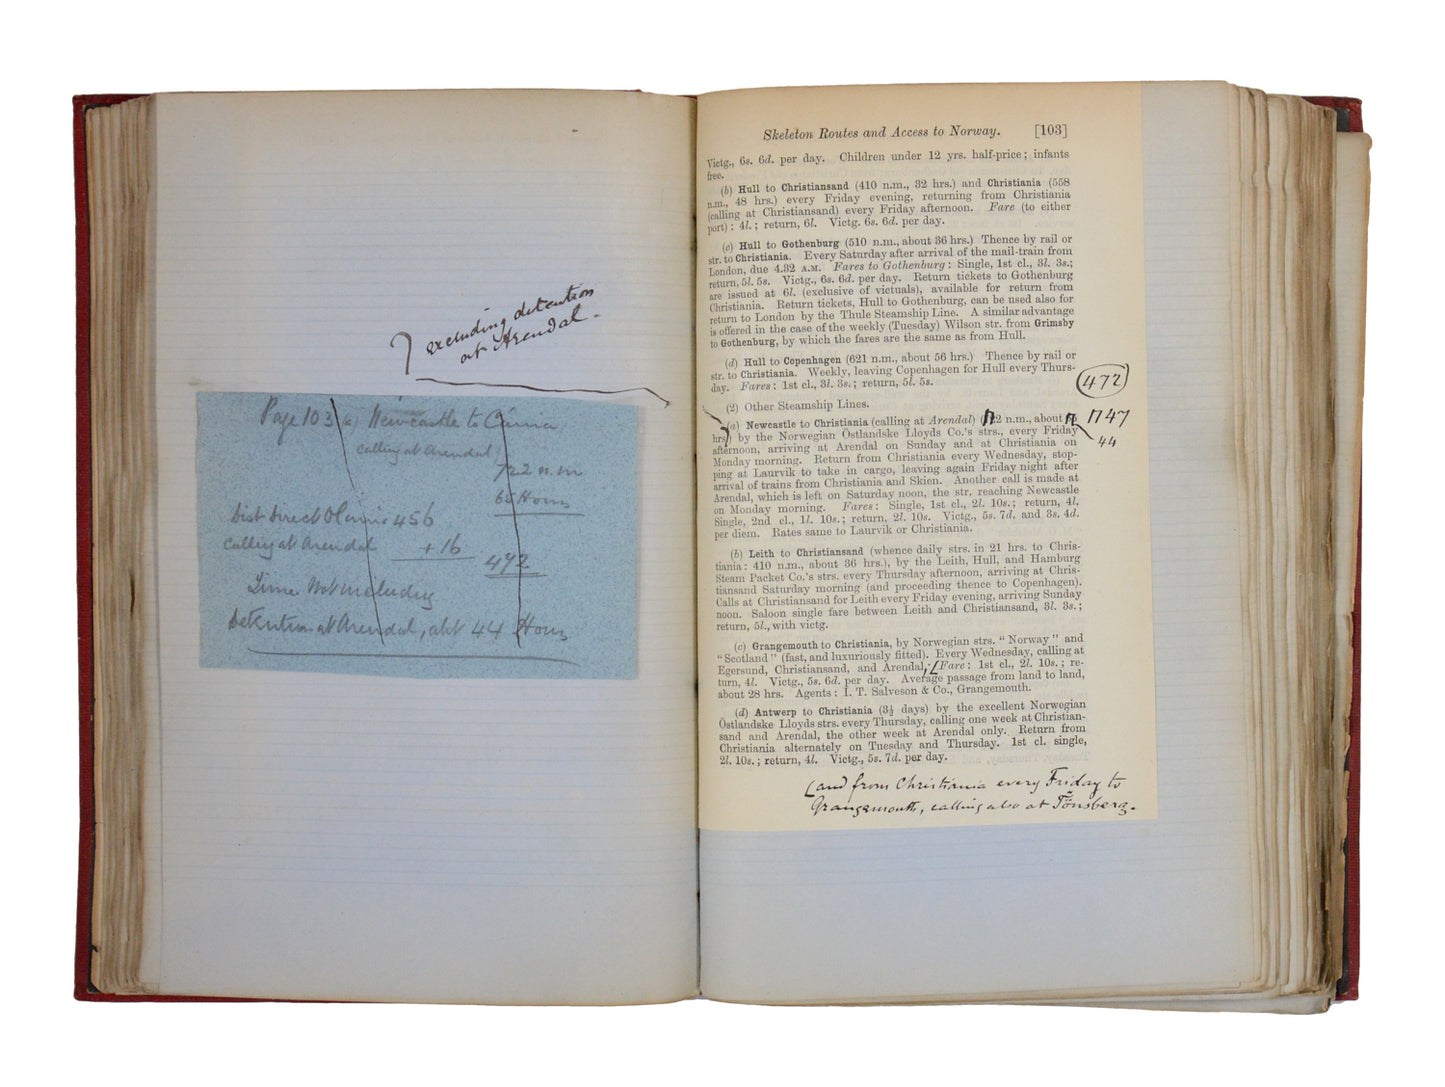 excluding detention
at Arendal.
Page 103 (a) Newcastle to
calling at Arendal
722 n.m
65 Hours
Dist Direct 456
calling at Arendal + 16
472
Time Not including
Detention at Arendal, abt 44 Hours
Skeleton Routes and Access to Norway. [103]
Victg., 6s. 6d. per day. Children under 12 yrs. half-price; infants
free.
(b) Hull to Christiansand (410 n.m., 32 hrs.) and Christiania (558
n.m., 48 hrs.) every Friday evening, returning from Christiania
(calling at Christiansand) every Friday afternoon. Fare (to either
port): 4l.; return, 6l. Victg. 6s. 6d. per day.
(c) Hull to Gothenburg (510 n.m., about 36 hrs.) Thence by rail or
str. to Christiania. Every Saturday after arrival of the mail-train from
London, due 4.32 A.M. Fares to Gothenburg: Single, 1st cl., 3l. 3s.;
return, 5l. 5s. Victg., 6s. 6d. per day. Return tickets to Gothenburg
are issued at 6l. (exclusive of victuals), available for return from
Christiania. Return tickets, Hull to Gothenburg, can be used also for
return to London by the Thule Steamship Line. A similar advantage
is offered in the case of the weekly (Tuesday) Wilson str. from Grimsby
to Gothenburg, by which the fares are the same as from Hull.
(d) Hull to Copenhagen (621 n.m., about 56 hrs.) Thence by rail or
str. to Christiania. Weekly, leaving Copenhagen for Hull every Thurs-
day. Fares: 1st cl., 3l. 3s.; return, 5l. 5s.
472
(2) Other Steamship Lines.
(a) Newcastle to Christiania (calling at Arendal) ( 2 n.m., about 47
hrs.) by the Norwegian Östlandske Lloyds Co.'s strs., every Friday 44
afternoon, arriving at Arendal on Sunday and at Christiania on
Monday morning. Return from Christiania every Wednesday, stop-
ping at Laurvik to take in cargo, leaving again Friday night after
arrival of trains from Christiania and Skien. Another call is made at
Arendal, which is left on Saturday noon, the str. reaching Newcastle
on Monday morning. Fares: Single, 1st cl., 2l. 10s.; return, 4l.
Single, 2nd cl., 1l. 10s.; return, 2l. 10s. Victg., 5s. 7d. and 3s. 4d.
per diem. Rates same to Laurvik or Christiania.
(b) Leith to Christiansand (whence daily strs. in 21 hrs. to Chris-
tiania: 410 n.m., about 36 hrs.), by the Leith, Hull, and Hamburg
Steam Packet Co.'s strs. every Thursday afternoon, arriving at Chris-
tiansand Saturday morning (and proceeding thence to Copenhagen).
Calls at Christiansand for Leith every Friday evening, arriving Sunday
noon. Saloon single fare between Leith and Christiansand, 3l. 3s.;
return, 5l., with victg.
(c) Grangemouth to Christiania, by Norwegian strs. "Norway" and
"Scotland" (fast, and luxuriously fitted). Every Wednesday, calling at
Egersund, Christiansand, and Arendal; Fare: 1st cl., 2l. 10s.; re-
turn, 4l. Victg., 5s. 6d. per day. Average passage from land to land,
about 28 hrs. Agents: I. T. Salveson & Co., Grangemouth.
(d) Antwerp to Christiania (3½ days) by the excellent Norwegian
Östlandske Lloyds strs. every Thursday, calling one week at Christian-
sand and Arendal, the other week at Arendal only. Return from
Christiania alternately on Tuesday and Thursday. 1st cl. single,
2l. 10s.; return, 4l. Victg., 5s. 7d. per day.
(and from Christiania every Friday to
Grangemouth, calling also at Tönsberg.